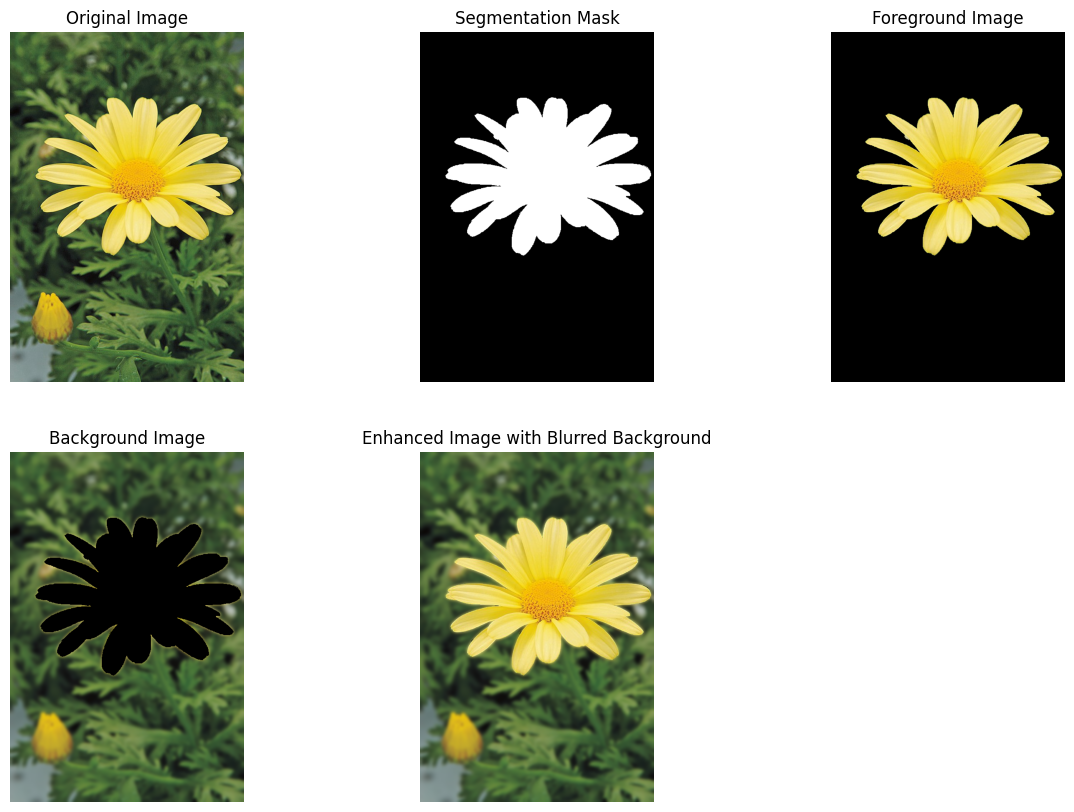 Original Image
Segmentation Mask
Foreground Image
Background Image
Enhanced Image with Blurred Background